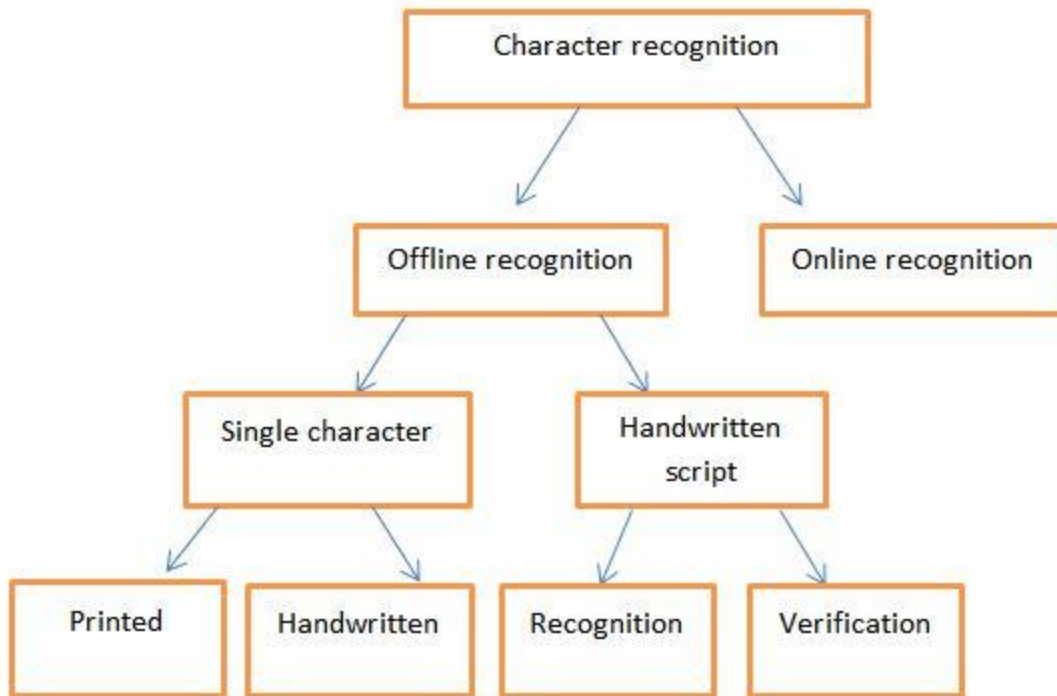 Character recognition
Offline recognition
Online recognition
Single character
Handwritten
script
Printed
Handwritten
Recognition
Verification